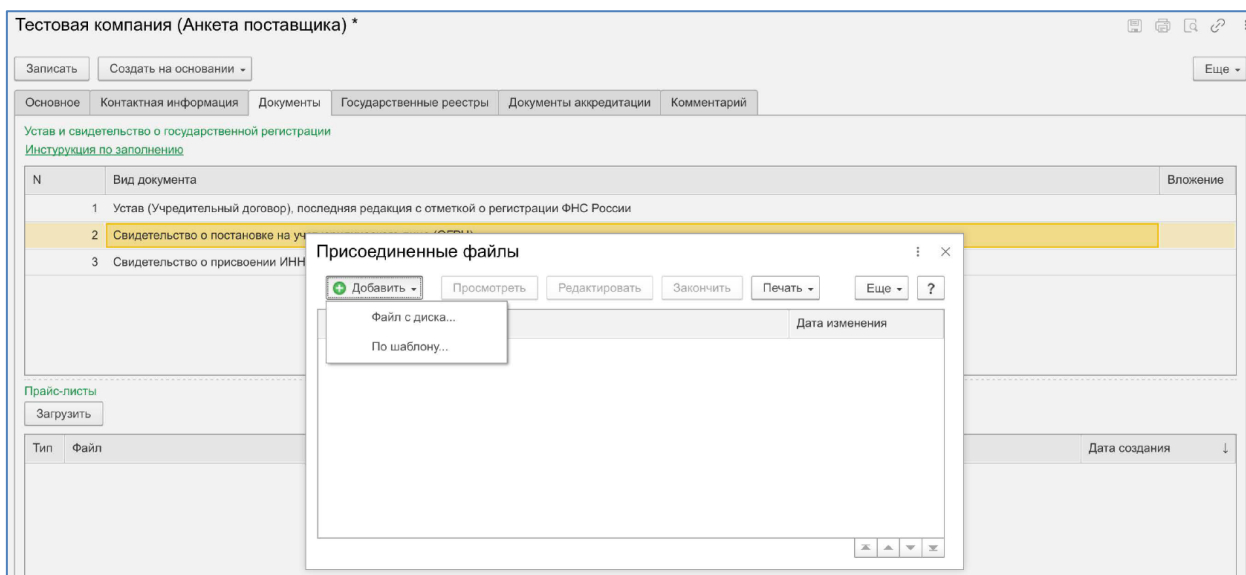 Тестовая компания (Анкета поставщика) *
Записать Создать на основании Еще
Основное Контактная информация Документы Государственные реестры Документы аккредитации Комментарий
Устав и свидетельство о государственной регистрации
Инструкция по заполнению
N Вид документа Вложение
1 Устав (Учредительный договор), последняя редакция с отметкой о регистрации ФНС России
2 Свидетельство о постановке на
3 Свидетельство о присвоении ИНН
Присоединенные файлы
Добавить Просмотреть Редактировать Закончить Печать Еще ?
Файл с диска...
По шаблону...
Дата изменения
Прайс-листы
Загрузить
Тип Файл Дата создания ↓